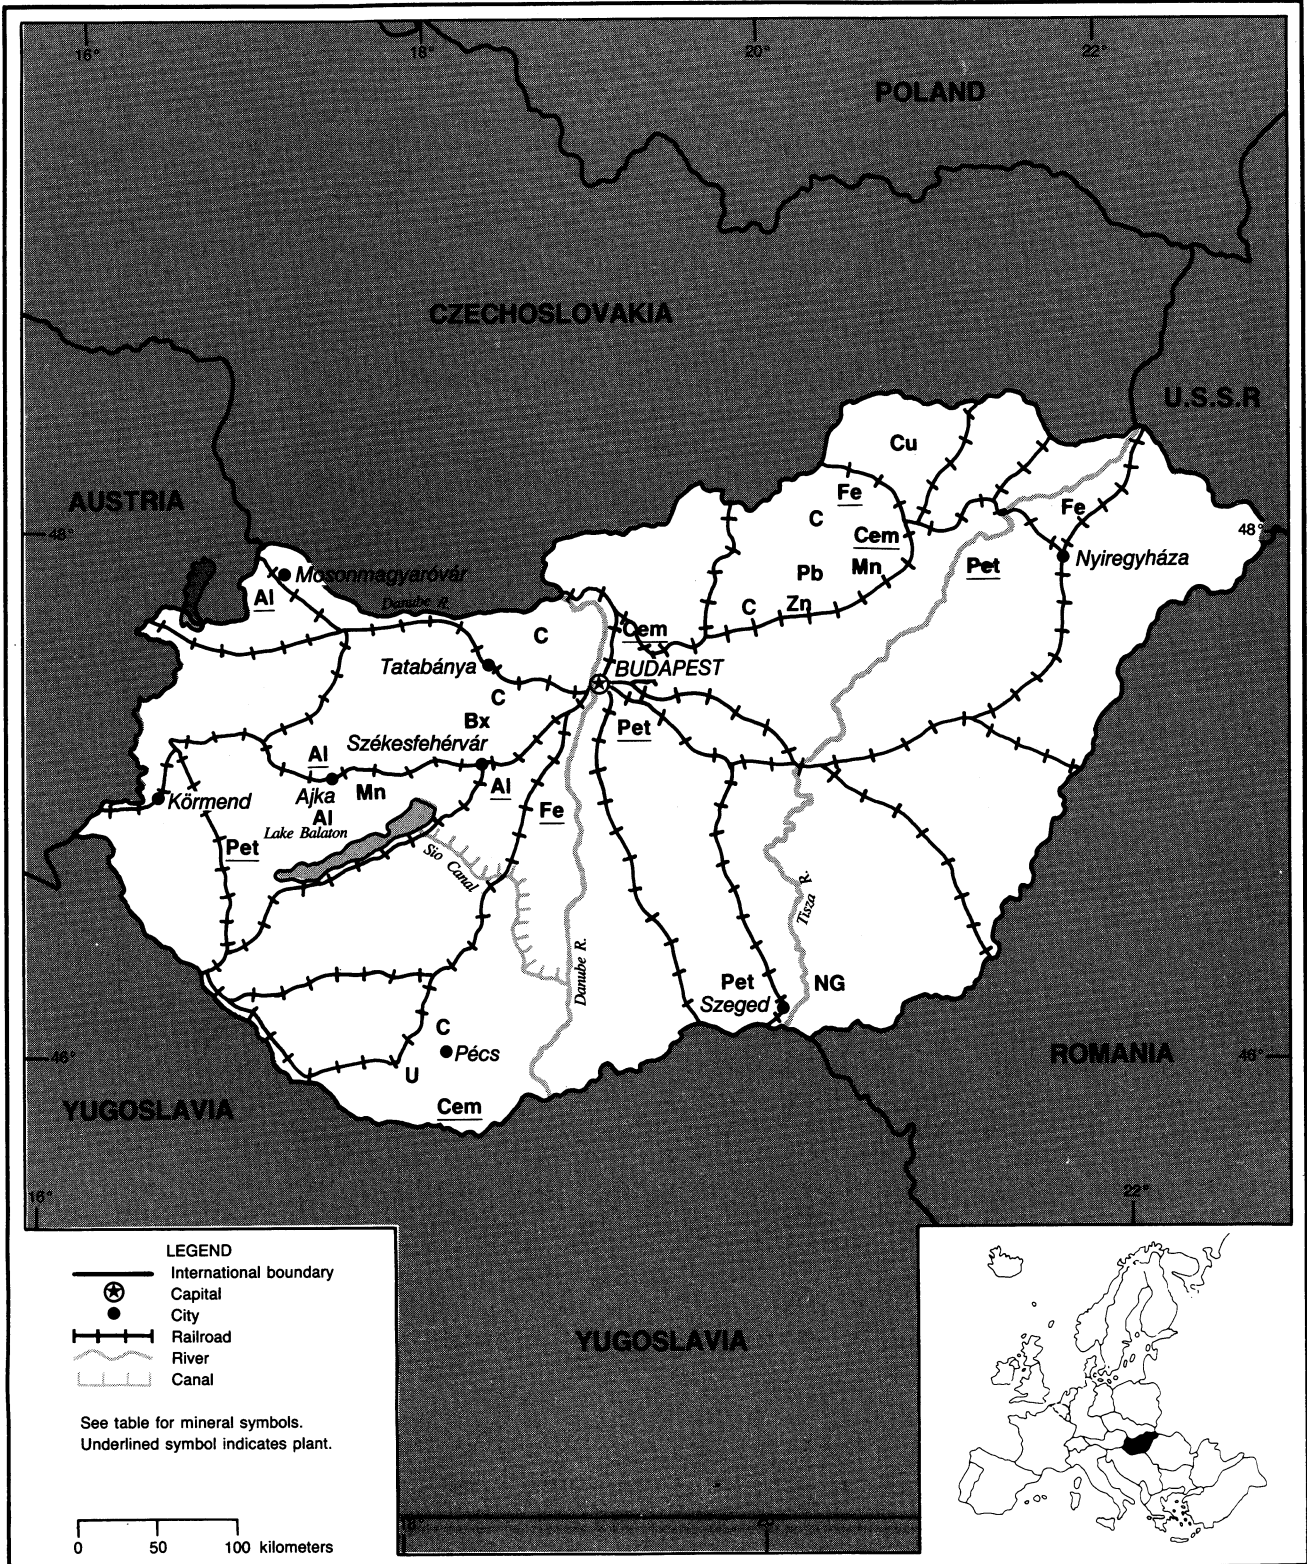 16° 18° 20° 22°
POLAND
CZECHOSLOVAKIA
U.S.S.R
AUSTRIA
Cu
Fe
C
Fe
48°
48°
Cem
Nyiregyháza
Mosonmagyaróvár
Pb
Mn
Pet
Al
Danube R.
C
Zn
C
Cem
Tatabánya
BUDAPEST
C
Bx
Pet
Székesfehérvár
Al
Al
Ajka
Mn
Körmend
Fe
Al
Lake Balaton
Pet
Sio Canal
Tisza R.
Danube R.
Pet
NG
Szeged
C
Pécs
46°
ROMANIA
46°
U
YUGOSLAVIA
Cem
16°
22°
LEGEND
International boundary
Capital
City
Railroad
River
Canal
See table for mineral symbols.
Underlined symbol indicates plant.
0 50 100 kilometers
YUGOSLAVIA